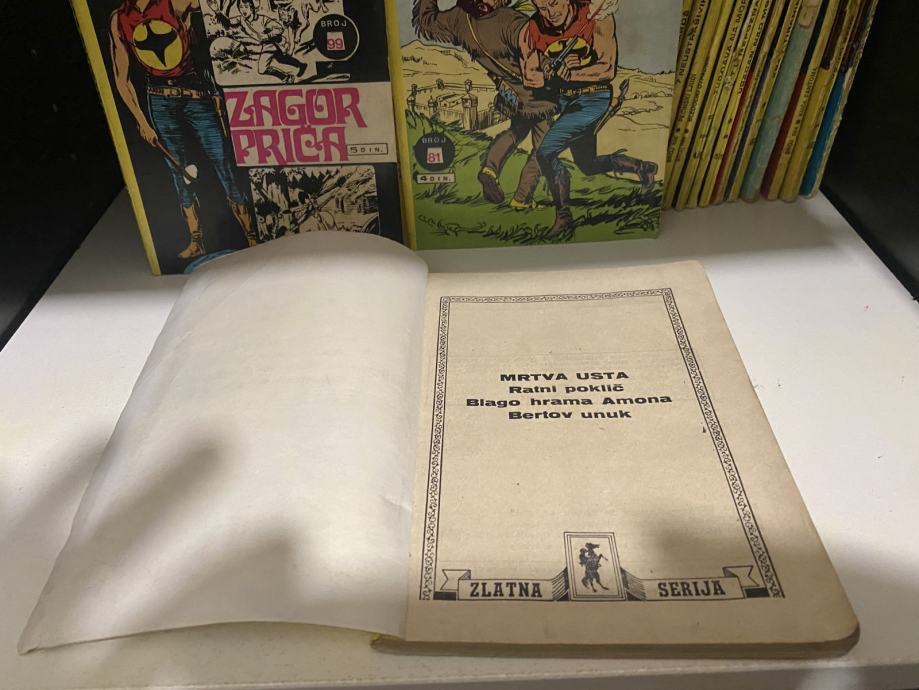 BROJ
99
ZAGOR
PRIČA
5 DIN.
BROJ
81
4 DIN.
MRTVA USTA
Ratni poklič
Blago hrama Amona
Bertov unuk
ZLATNA SERIJA